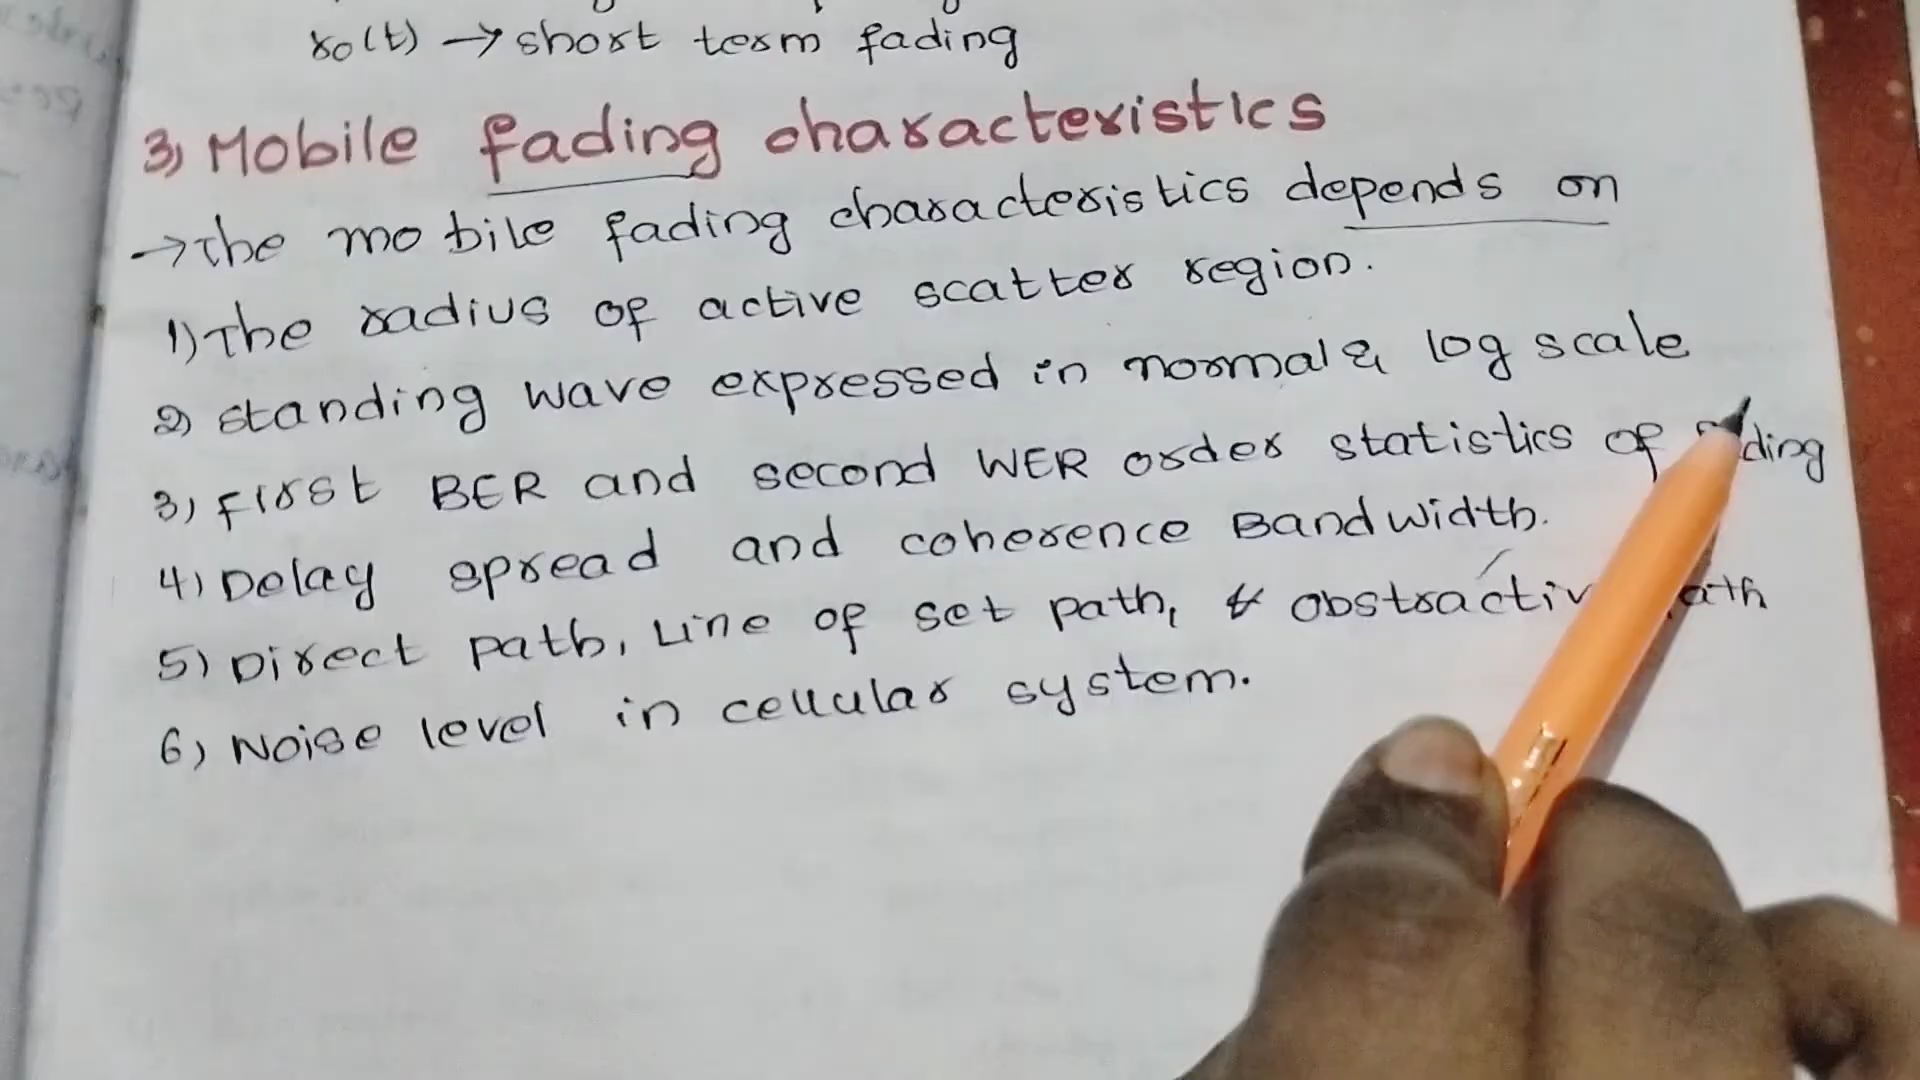 ro(t) → short term fading
3) Mobile fading characteristics
→ The mobile fading characteristics depends on
1) The radius of active scatter region.
2) standing wave expressed in normal & log scale
3) First BER and second WER order statistics of
4) Delay spread and coherence Bandwidth.
5) Direct path, Line of set path, & obstractiv
6) Noise level in cellular system.